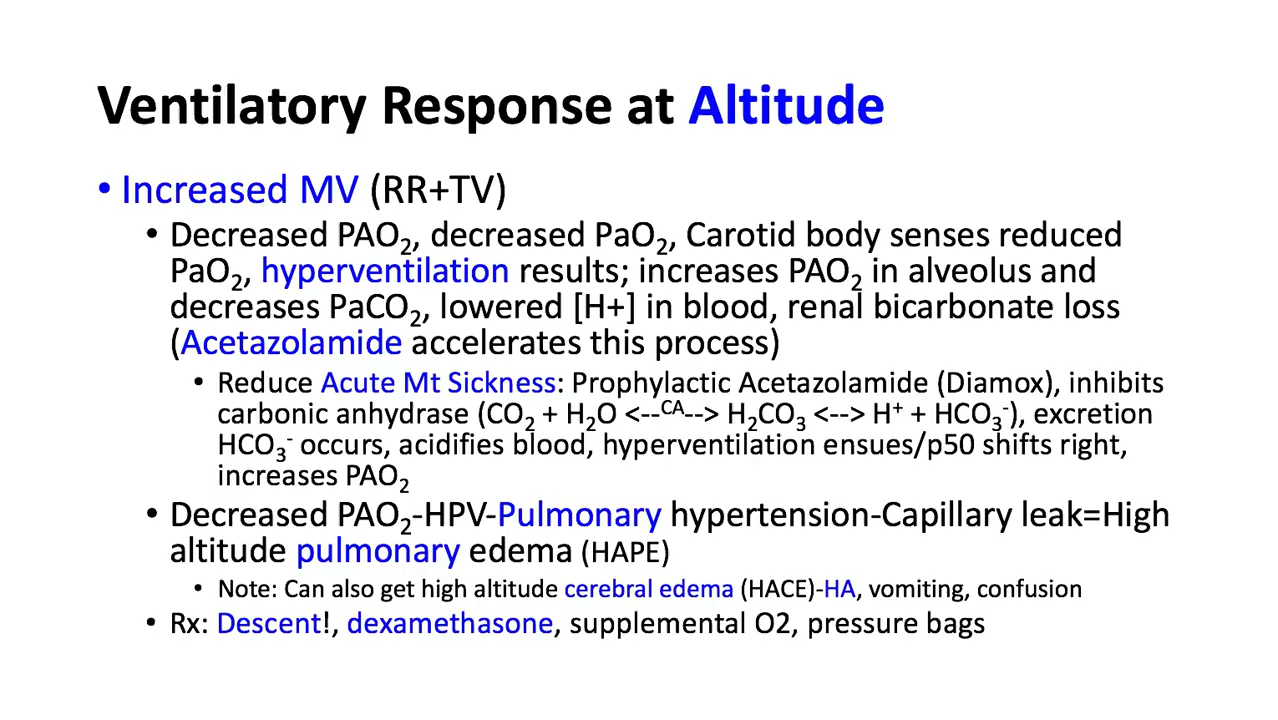 Ventilatory Response at Altitude
• Increased MV (RR+TV)
• Decreased PAO₂, decreased PaO₂, Carotid body senses reduced
PaO₂, hyperventilation results; increases PAO₂ in alveolus and
decreases PaCO₂, lowered [H+] in blood, renal bicarbonate loss
(Acetazolamide accelerates this process)
• Reduce Acute Mt Sickness: Prophylactic Acetazolamide (Diamox), inhibits
carbonic anhydrase (CO₂ + H₂O <--ᶜᴬ--> H₂CO₃ <--> H⁺ + HCO₃⁻), excretion
HCO₃⁻ occurs, acidifies blood, hyperventilation ensues/p50 shifts right,
increases PAO₂
• Decreased PAO₂-HPV-Pulmonary hypertension-Capillary leak=High
altitude pulmonary edema (HAPE)
• Note: Can also get high altitude cerebral edema (HACE)-HA, vomiting, confusion
• Rx: Descent!, dexamethasone, supplemental O2, pressure bags